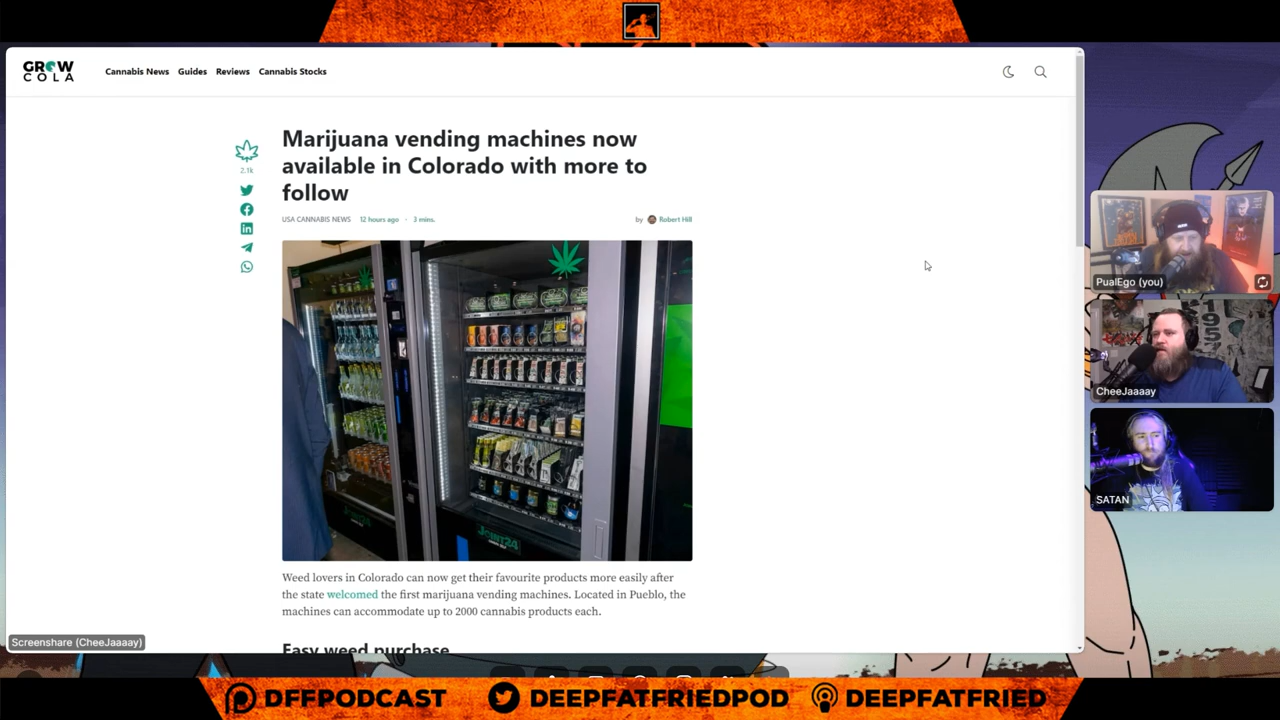 GROW
COLA
Cannabis News Guides Reviews Cannabis Stocks
Marijuana vending machines now
available in Colorado with more to
follow
2.1k
USA CANNABIS NEWS 12 hours ago · 3 mins. by Robert Hill
JOINT24
Weed lovers in Colorado can now get their favourite products more easily after
the state welcomed the first marijuana vending machines. Located in Pueblo, the
machines can accommodate up to 2000 cannabis products each.
Easy weed purchase
Screenshare (CheeJaaaay)
PualEgo (you)
CheeJaaaay
SATAN
DFFPODCAST DEEPFATFRIEDPOD DEEPFATFRIED